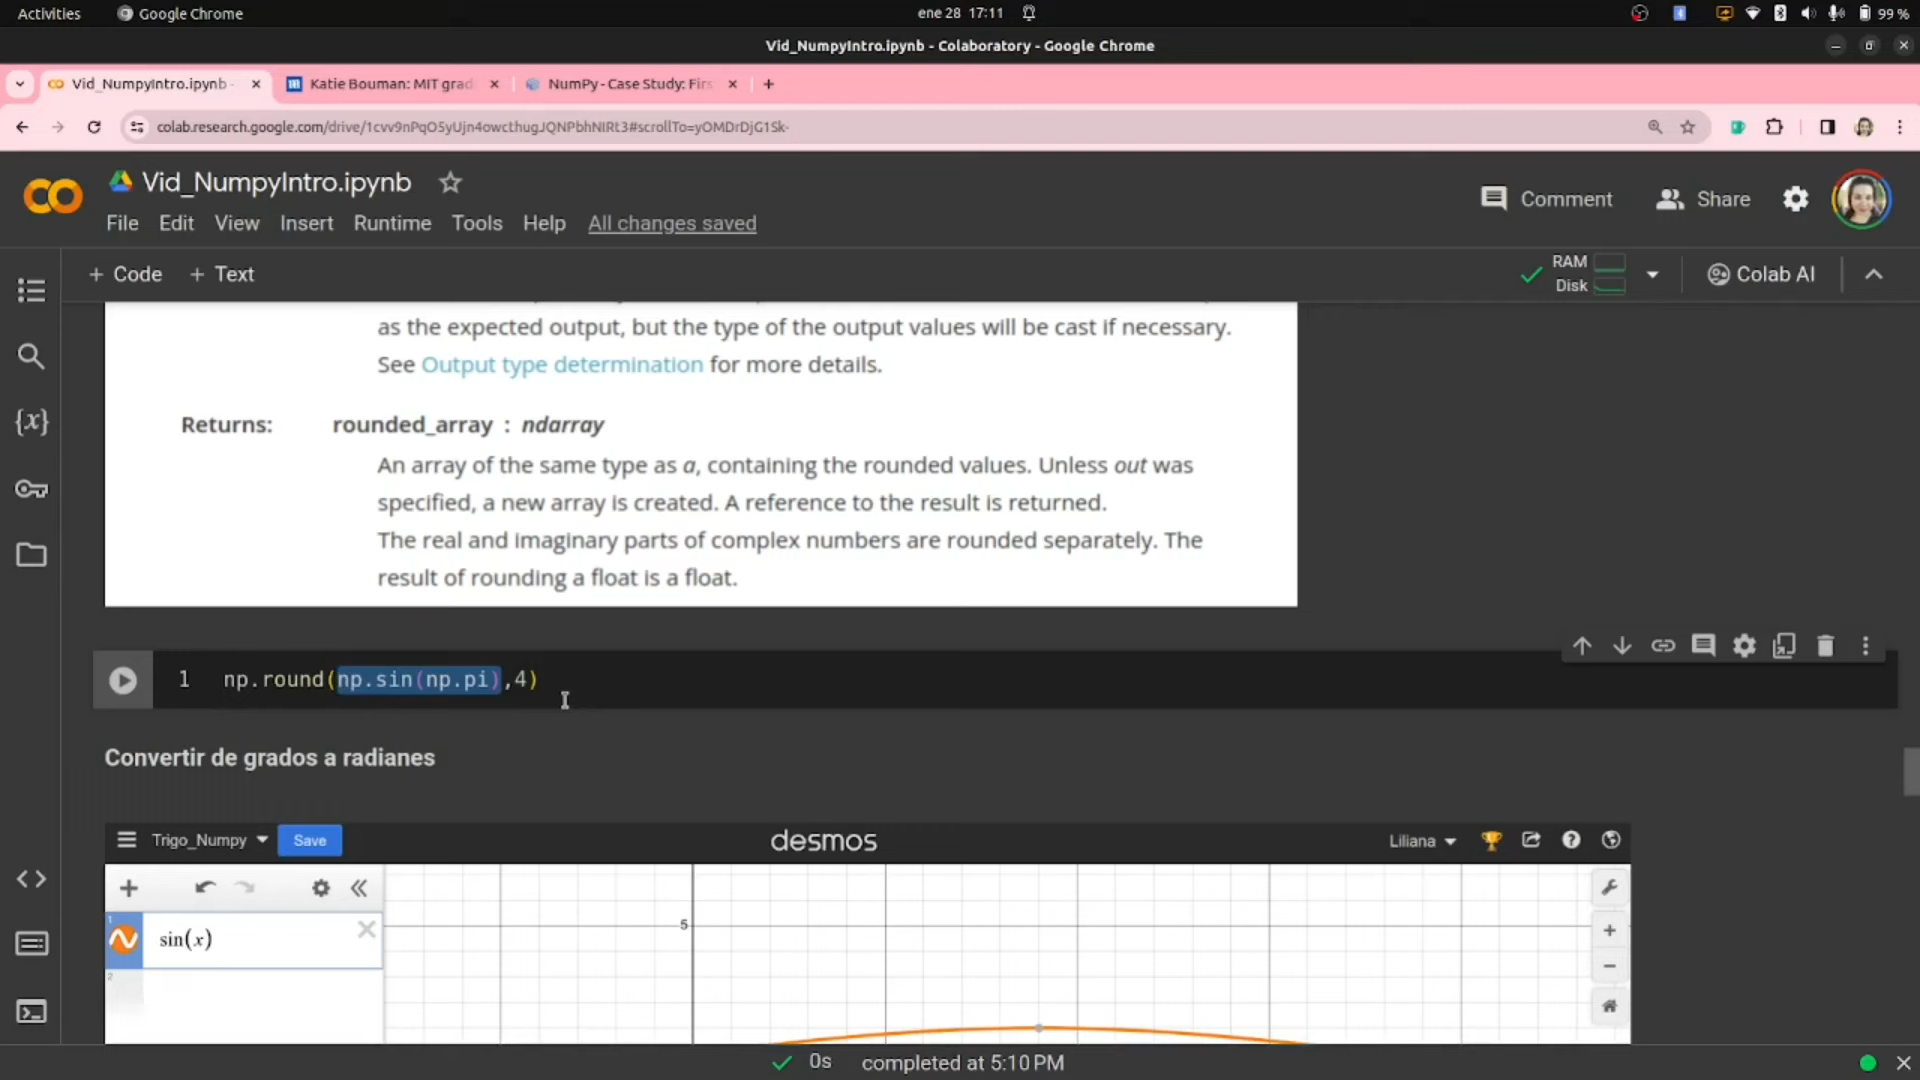 Activities
Google Chrome
ene 28 17:11
99 %
Vid_NumpyIntro.ipynb - Colaboratory - Google Chrome
Vid_NumpyIntro.ipynb -
Katie Bouman: MIT grad
NumPy - Case Study: Firs
colab.research.google.com/drive/1cvv9nPqO5yUjn4owcthugJQNPbhNIRt3#scrollTo=yOMDrDjG1Sk-
Vid_NumpyIntro.ipynb
Comment
Share
File Edit View Insert Runtime Tools Help All changes saved
+ Code + Text
RAM
Disk
Colab AI
as the expected output, but the type of the output values will be cast if necessary.
See Output type determination for more details.
Returns: rounded_array : ndarray
An array of the same type as a, containing the rounded values. Unless out was
specified, a new array is created. A reference to the result is returned.
The real and imaginary parts of complex numbers are rounded separately. The
result of rounding a float is a float.
1 np.round(np.sin(np.pi),4)
Convertir de grados a radianes
Trigo_Numpy
Save
desmos
Liliana
1
sin(x)
2
5
0s completed at 5:10 PM